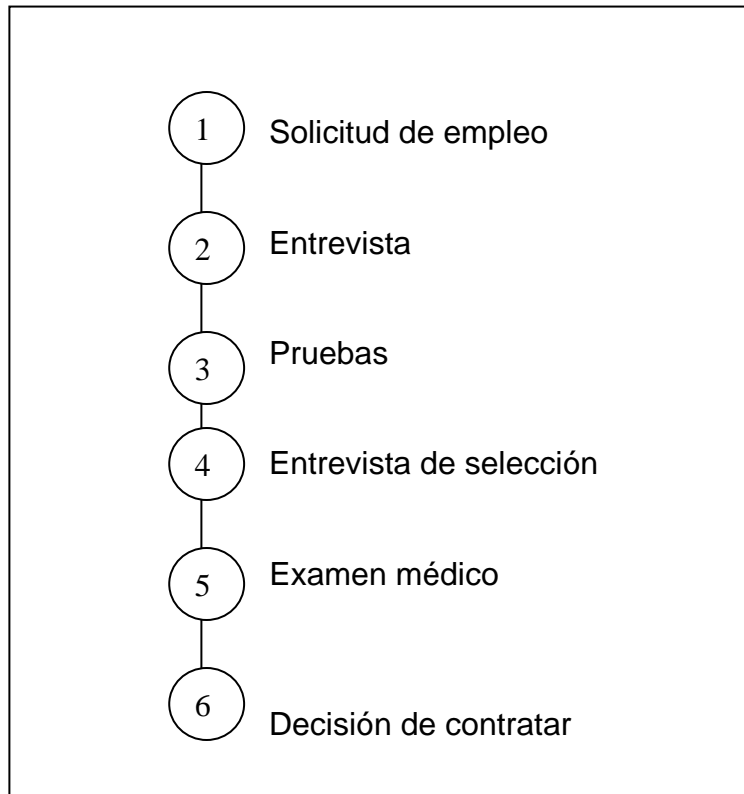 1 Solicitud de empleo
2 Entrevista
3 Pruebas
4 Entrevista de selección
5 Examen médico
6 Decisión de contratar